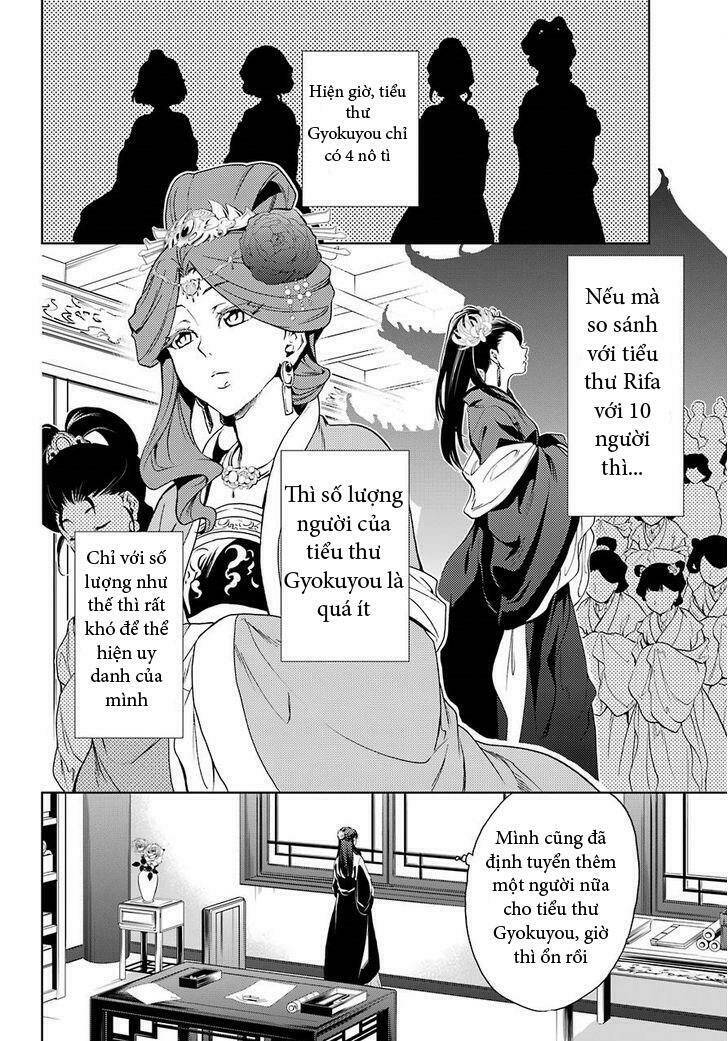 Hiện giờ, tiểu
thư
Gyokuyou chỉ
có 4 nô tì
Nếu mà
so sánh
với tiểu
thư Rifa
với 10
người
thì...
Thì số lượng
người của
tiểu thư
Gyokuyou là
quá ít
Chỉ với số
lượng như
thế thì rất
khó để thể
hiện uy
danh của
mình
Mình cũng đã
định tuyển thêm
một người nữa
cho tiểu thư
Gyokuyou, giờ
thì ổn rồi